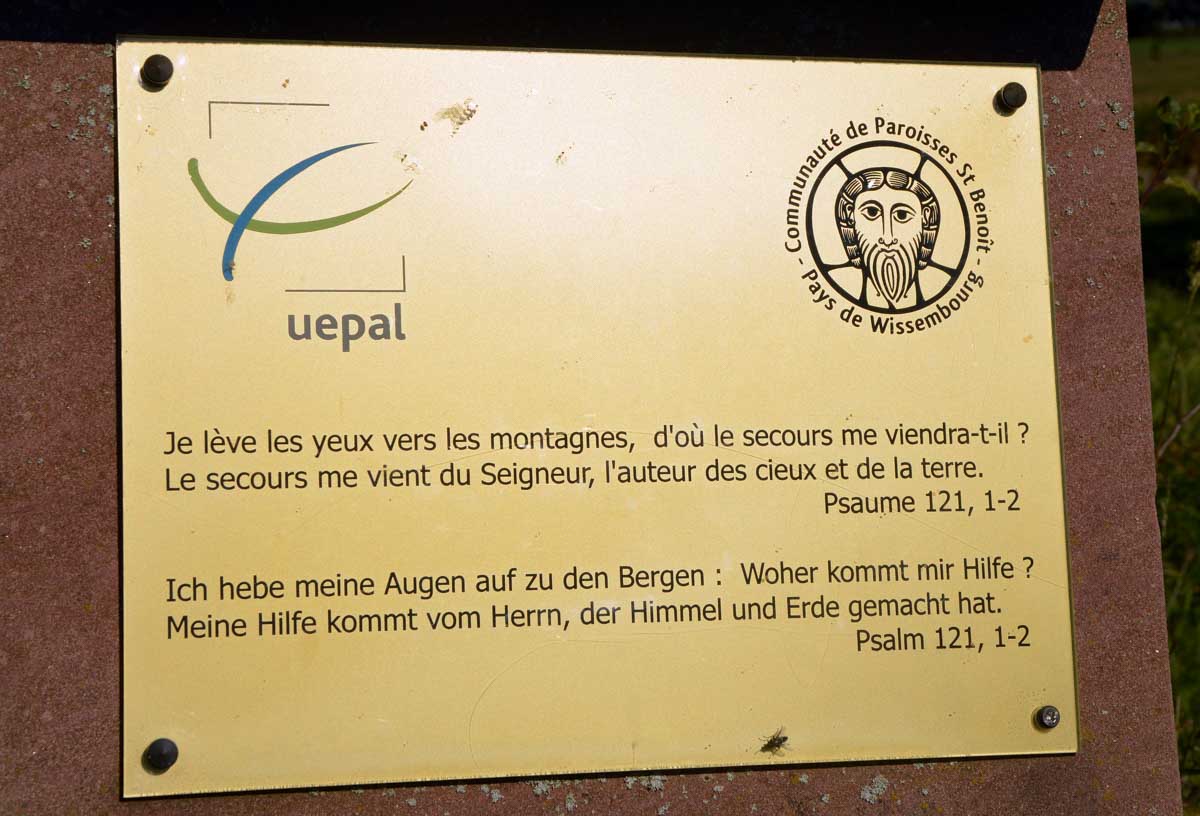 uepal
Communauté de Paroisses St Benoît
- Pays de Wissembourg -
Je lève les yeux vers les montagnes, d'où le secours me viendra-t-il ?
Le secours me vient du Seigneur, l'auteur des cieux et de la terre.
Psaume 121, 1-2
Ich hebe meine Augen auf zu den Bergen : Woher kommt mir Hilfe ?
Meine Hilfe kommt vom Herrn, der Himmel und Erde gemacht hat.
Psalm 121, 1-2